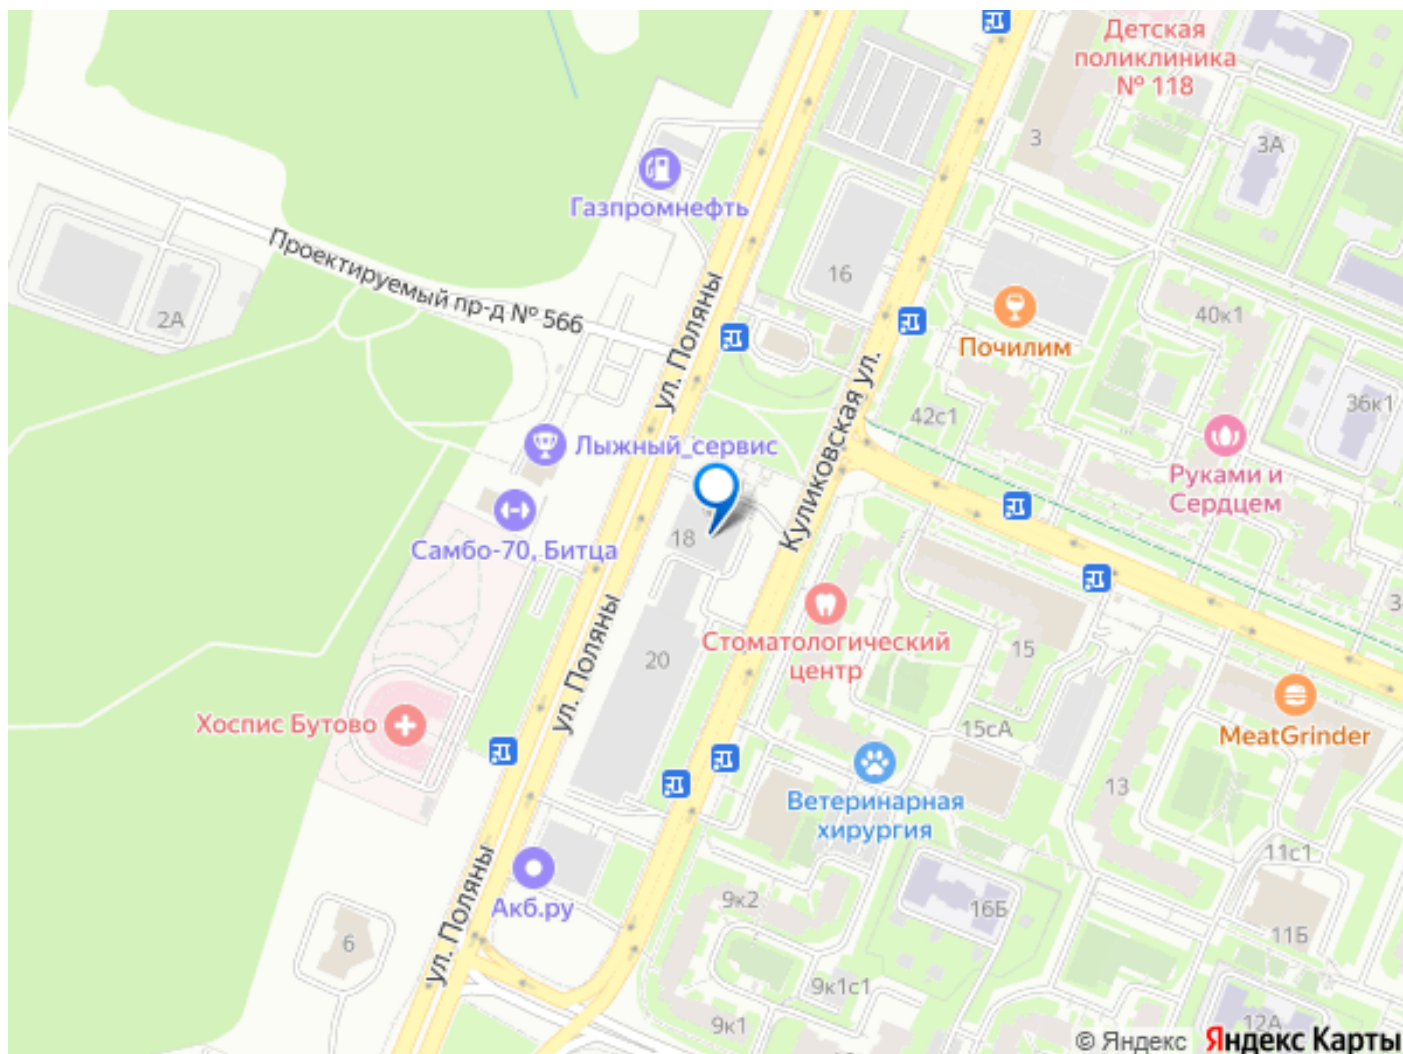 Детская
поликлиника
№ 118
3
3А
Газпромнефть
Проектируемый пр-д № 566
2А
16
40к1
Почилим
ул. Поляны
Куликовская ул.
42с1
36к1
Лыжный_сервис
Руками и
Сердцем
18
Самбо-70, Битца
Стоматологический
центр
15
20
ул. Поляны
Хоспис Бутово
15сА
MeatGrinder
13
Ветеринарная
хирургия
11с1
Акб.ру
9к2
16Б
11Б
6
ул. Поляны
9к1с1
9к1
12А
© Яндекс Яндекс Карты